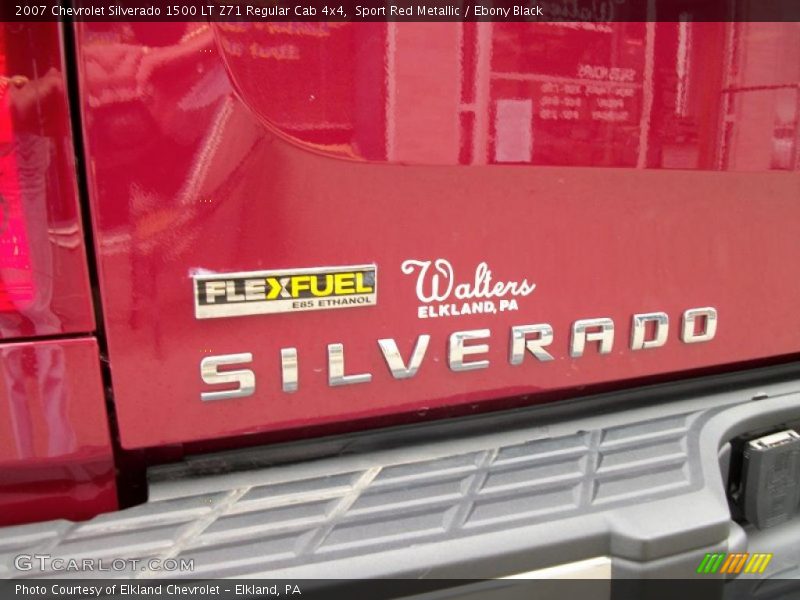 2007 Chevrolet Silverado 1500 LT Z71 Regular Cab 4x4, Sport Red Metallic / Ebony Black
FLEXFUEL
E85 ETHANOL
Walters
ELKLAND, PA
SILVERADO
GTCARLOT.COM
Photo Courtesy of Elkland Chevrolet - Elkland, PA